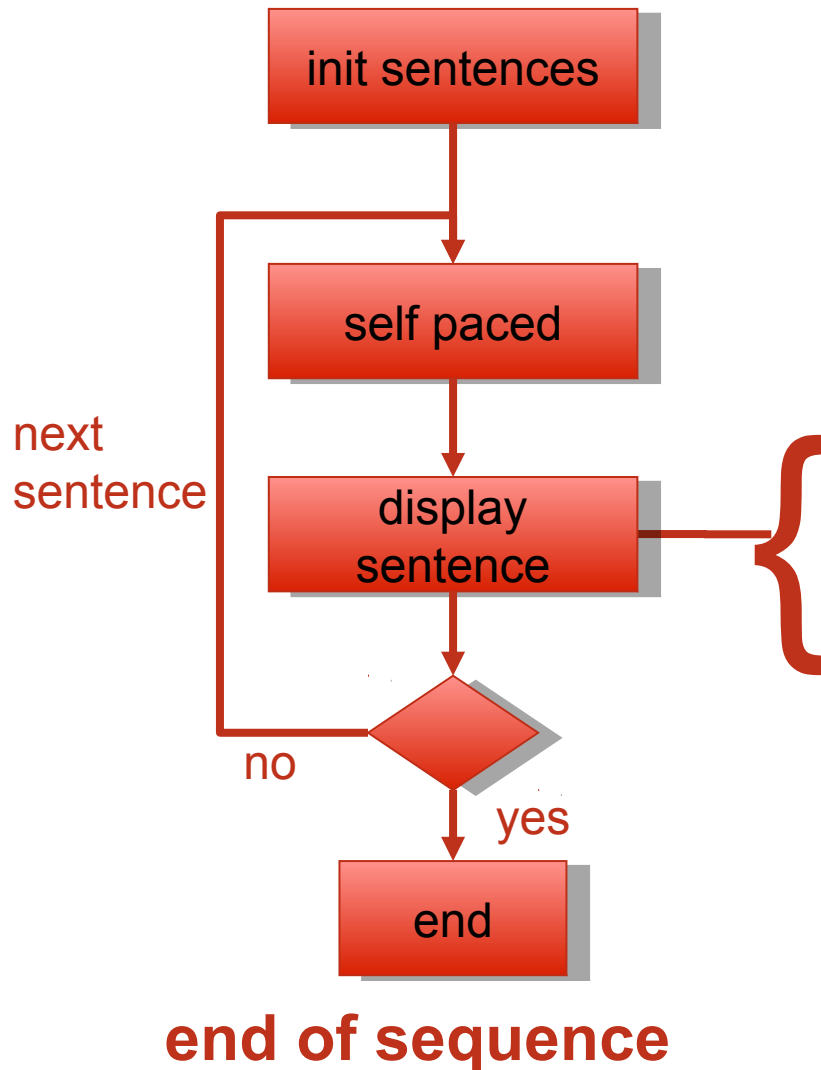 init sentences
self paced
next
sentence
display
sentence
no
yes
end
end of sequence